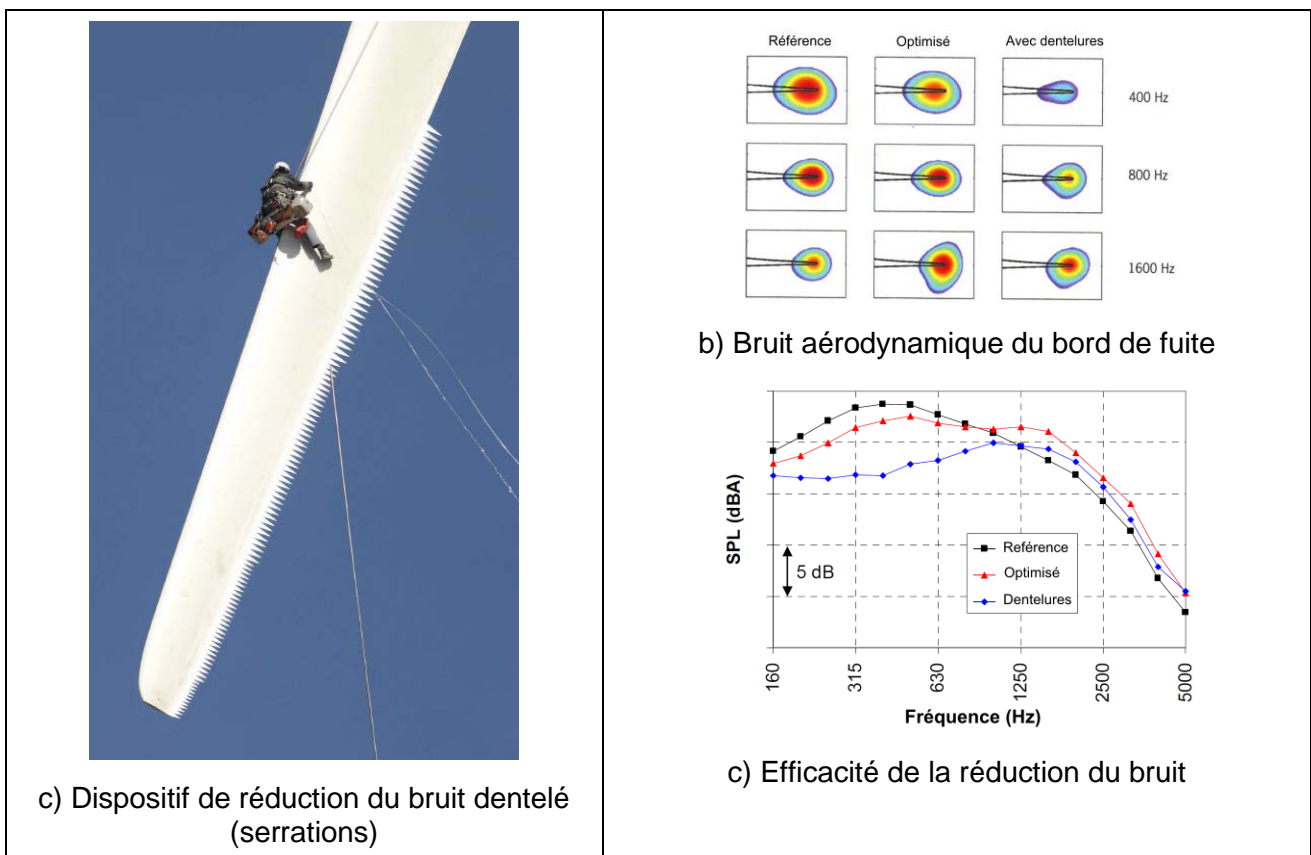 c) Dispositif de réduction du bruit dentelé
(serrations)
Référence Optimisé Avec dentelures
400 Hz
800 Hz
1600 Hz
b) Bruit aérodynamique du bord de fuite
SPL (dBA)
5 dB
Reférence
Optimisé
Dentelures
160 315 630 1250 2500 5000
Fréquence (Hz)
c) Efficacité de la réduction du bruit